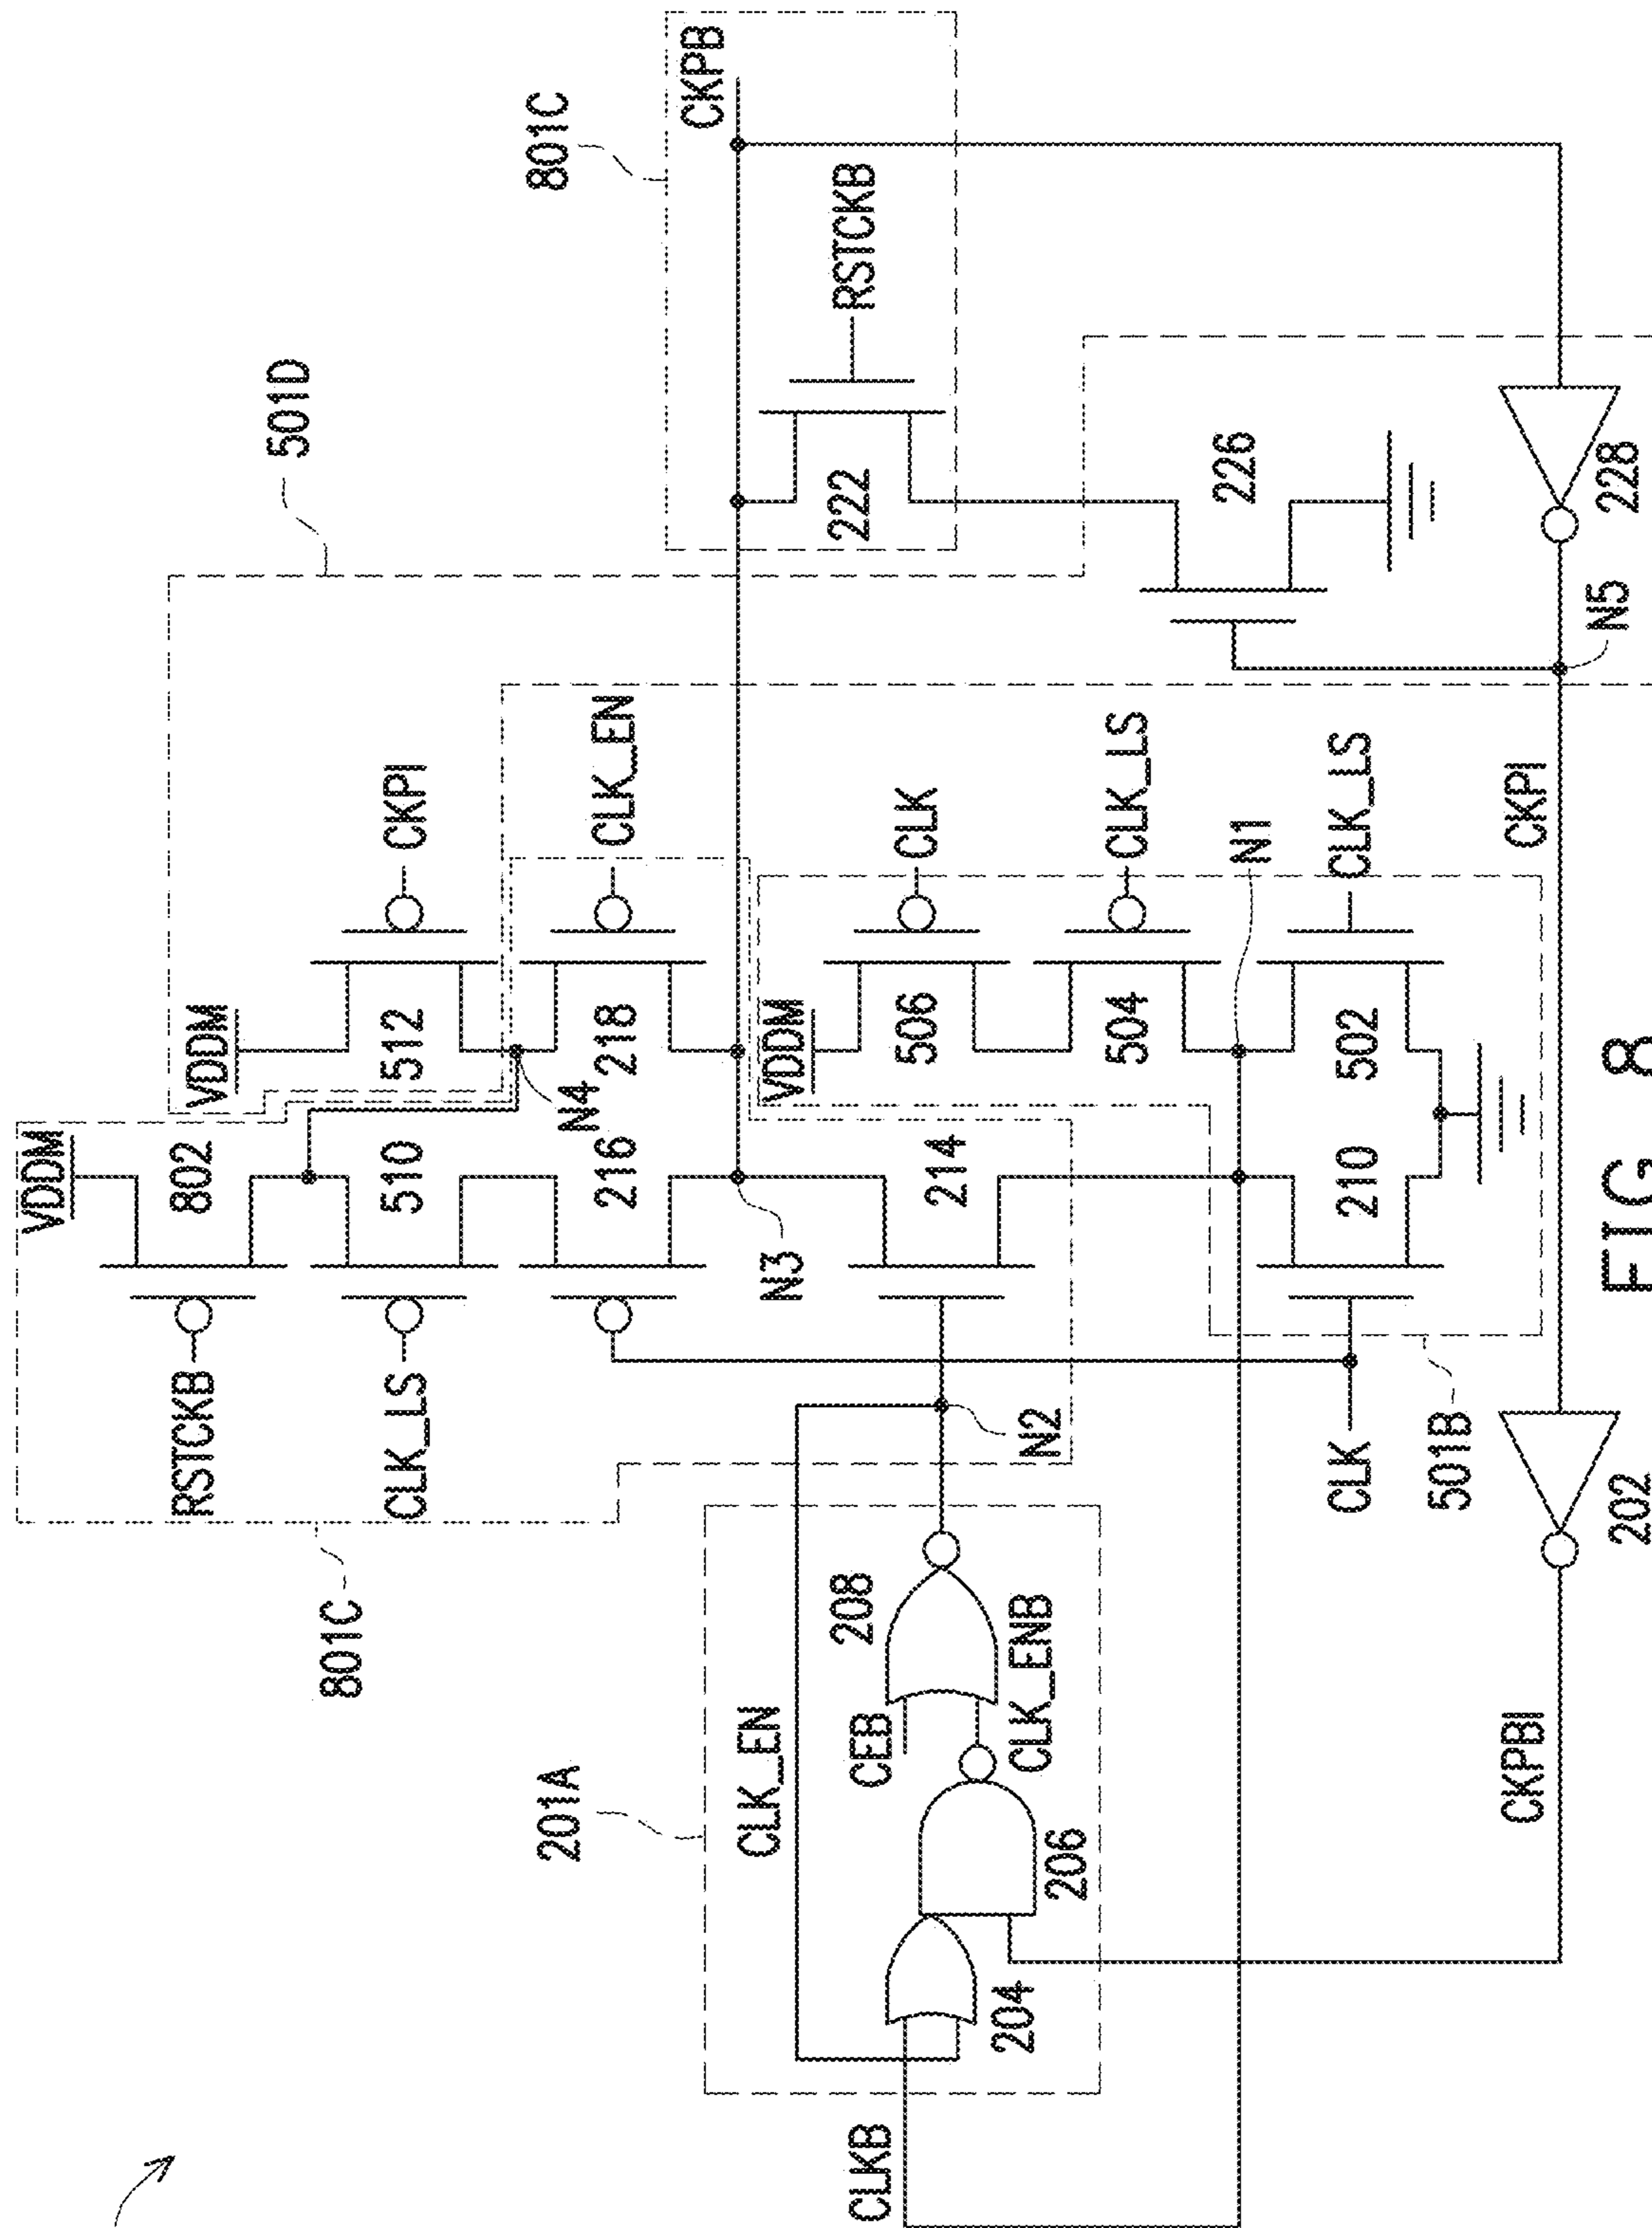 801C
501D
VDDM
RSTCKB
802
VDDM
CKPI
CLK_LS
510
512
N4
CLK_EN
216
218
CKPB
N3
RSTCKB
222
801C
201A
CLK_EN
CLKB
204
206
CEB
208
CLK_ENB
N2
214
VDDM
CLK
506
CLK_LS
504
N1
CLK
210
502
CLK_LS
501B
226
CKPBI
202
CKPI
N5
228
FIG. 8